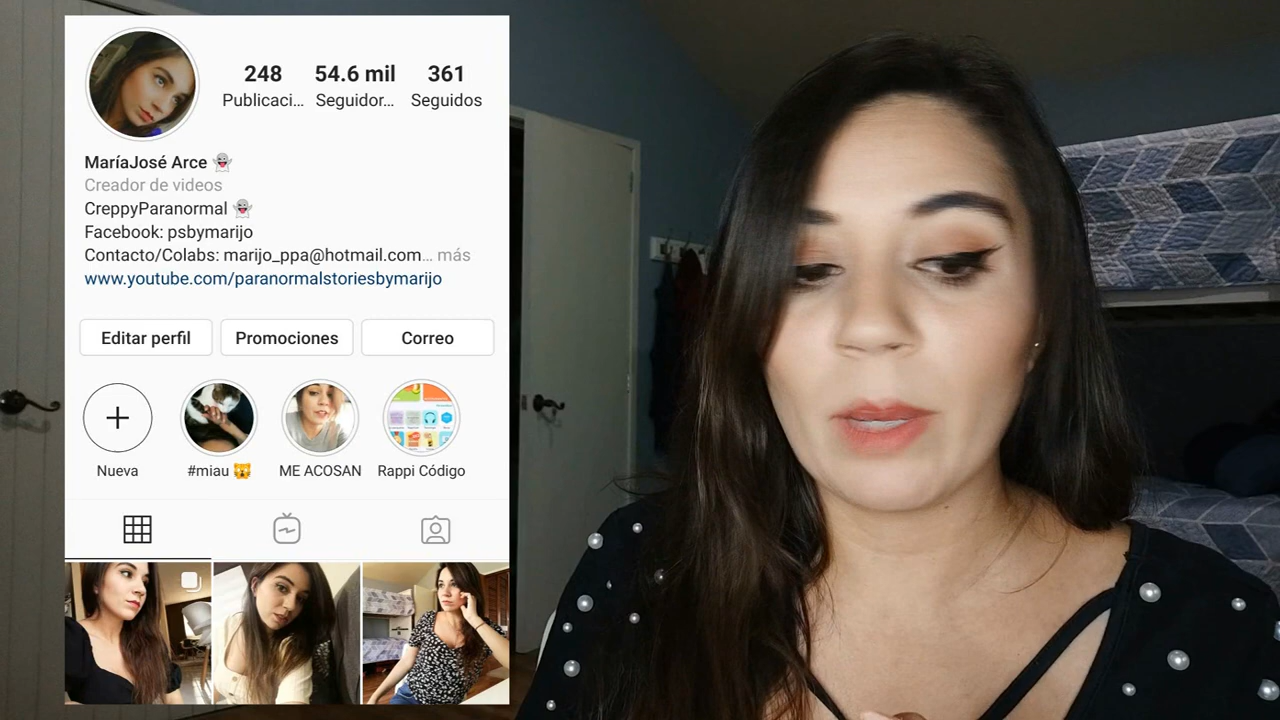 248 54.6 mil 361
Publicaci... Seguidor... Seguidos
MaríaJosé Arce 👻
Creador de videos
CreppyParanormal 👻
Facebook: psbymarijo
Contacto/Colabs: marijo_ppa@hotmail.com... más
www.youtube.com/paranormalstoriesbymarijo
Editar perfil Promociones Correo
Nueva #miau 🙀 ME ACOSAN Rappi Código